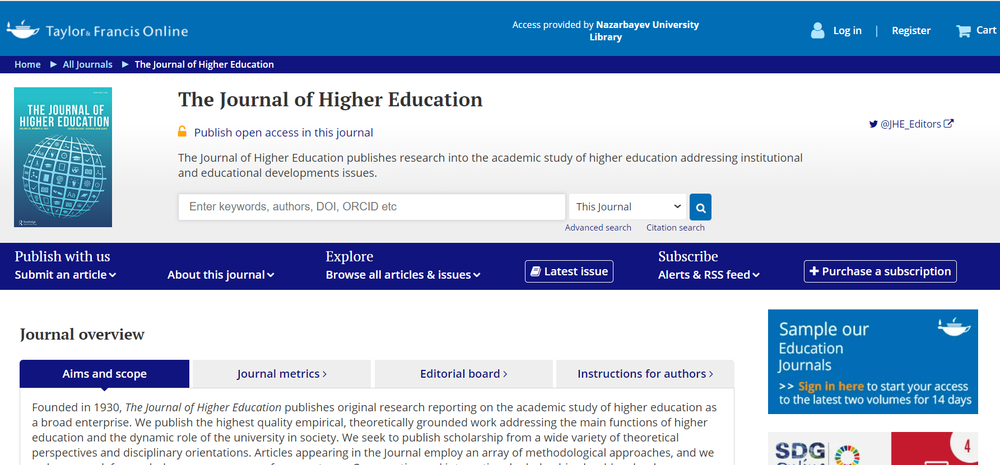 Taylor & Francis Online
Access provided by Nazarbayev University
Library
Log in | Register
Cart
Home ▶ All Journals ▶ The Journal of Higher Education
THE JOURNAL OF
HIGHER EDUCATION
Routledge
The Journal of Higher Education
Publish open access in this journal
@JHE_Editors
The Journal of Higher Education publishes research into the academic study of higher education addressing institutional
and educational developments issues.
Enter keywords, authors, DOI, ORCID etc
This Journal
Advanced search
Citation search
Publish with us
Submit an article
About this journal
Explore
Browse all articles & issues
Latest issue
Subscribe
Alerts & RSS feed
Purchase a subscription
Journal overview
Aims and scope
Journal metrics >
Editorial board >
Instructions for authors >
Founded in 1930, The Journal of Higher Education publishes original research reporting on the academic study of higher education as
a broad enterprise. We publish the highest quality empirical, theoretically grounded work addressing the main functions of higher
education and the dynamic role of the university in society. We seek to publish scholarship from a wide variety of theoretical
perspectives and disciplinary orientations. Articles appearing in the Journal employ an array of methodological approaches, and we
Sample our
Education
Journals
>> Sign in here to start your access
to the latest two volumes for 14 days
SDG
Online
4